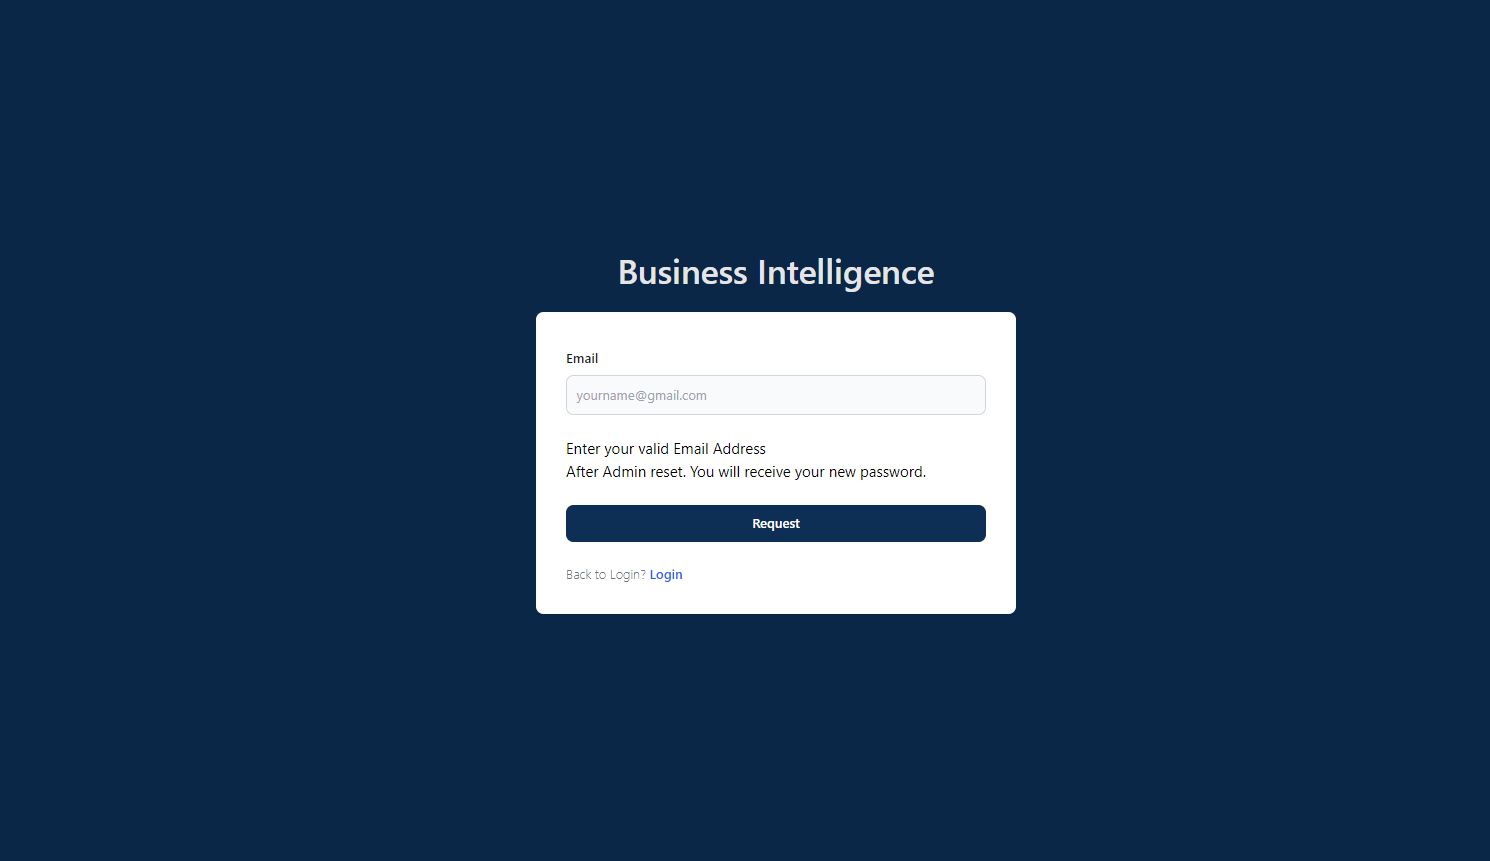 Business Intelligence
Email
yourname@gmail.com
Enter your valid Email Address
After Admin reset. You will receive your new password.
Request
Back to Login? Login